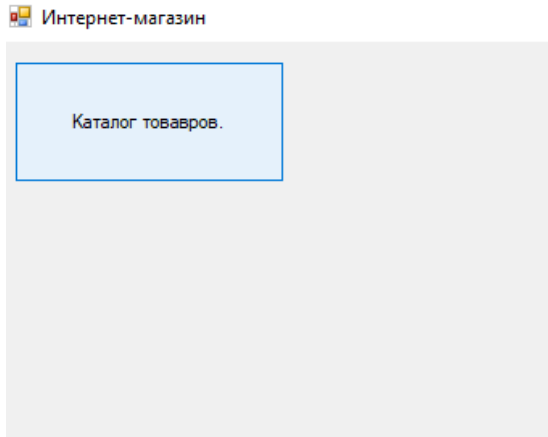 Интернет-магазин
Каталог товавров.